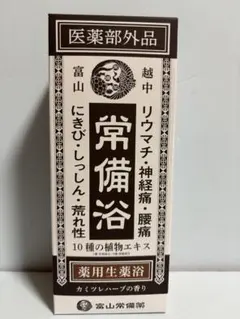 医薬部外品
越中
富山
リウマチ・神経痛・腰痛
常備浴
にきび・しっしん・荒れ性
10種の植物エキス
薬用生薬浴
カミツレハーブの香り
富山常備薬